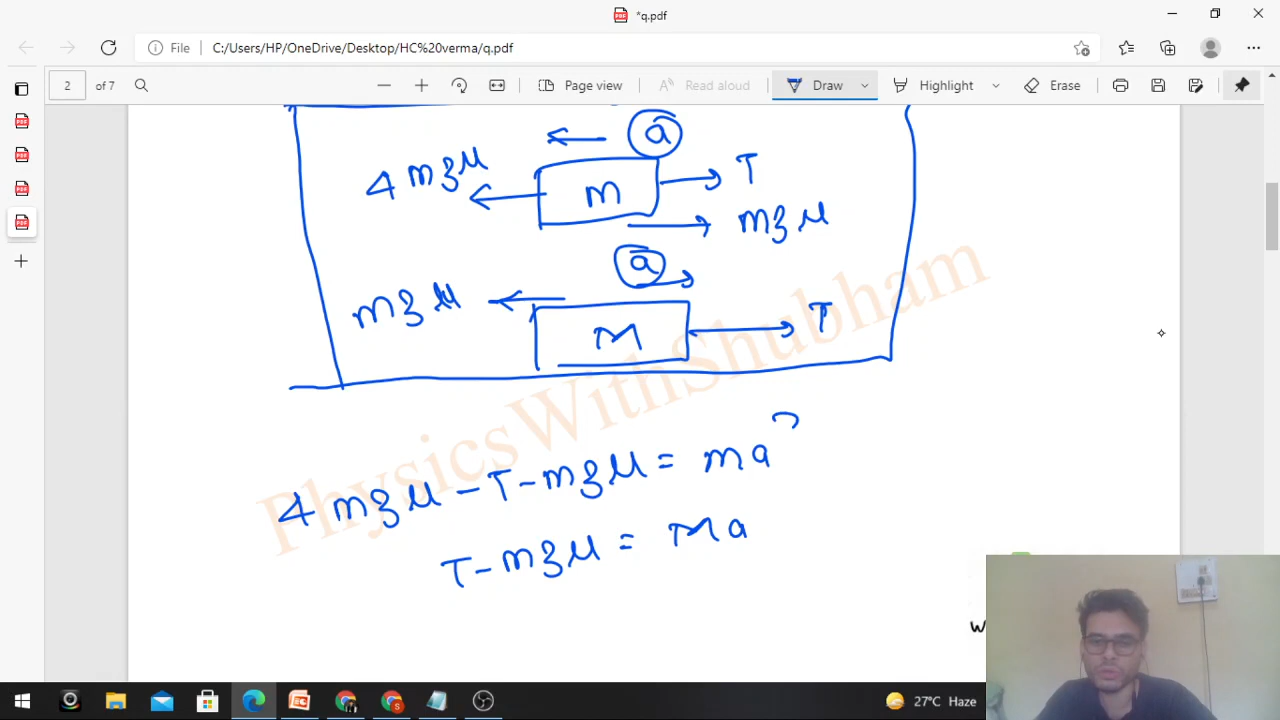 *q.pdf
File C:/Users/HP/OneDrive/Desktop/HC%20verma/q.pdf
2 of 7 Page view Read aloud Draw Highlight Erase
a
4 mgμ m T
mgμ
a
mgμ M T
PhysicsWithShubham
4 mgμ - T - mgμ = ma
T - mgμ = Ma
W
27°C Haze